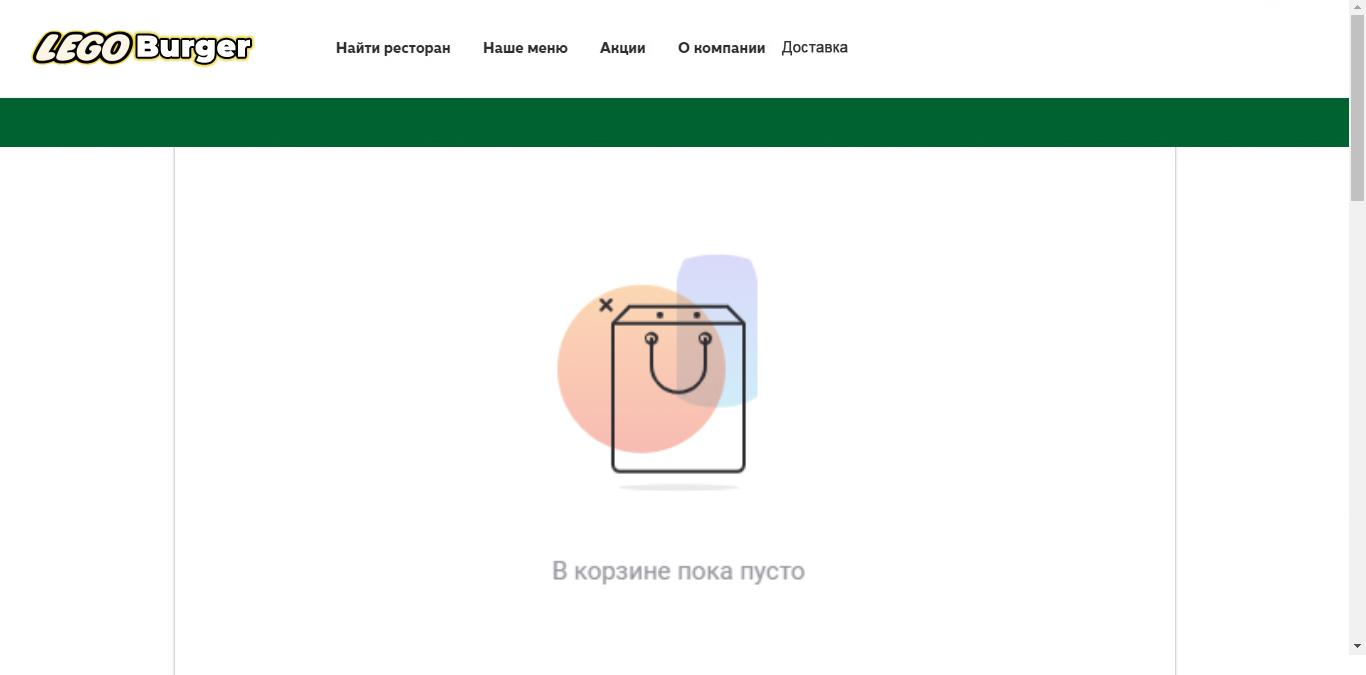 LEGO Burger
Найти ресторан Наше меню Акции О компании Доставка
В корзине пока пусто